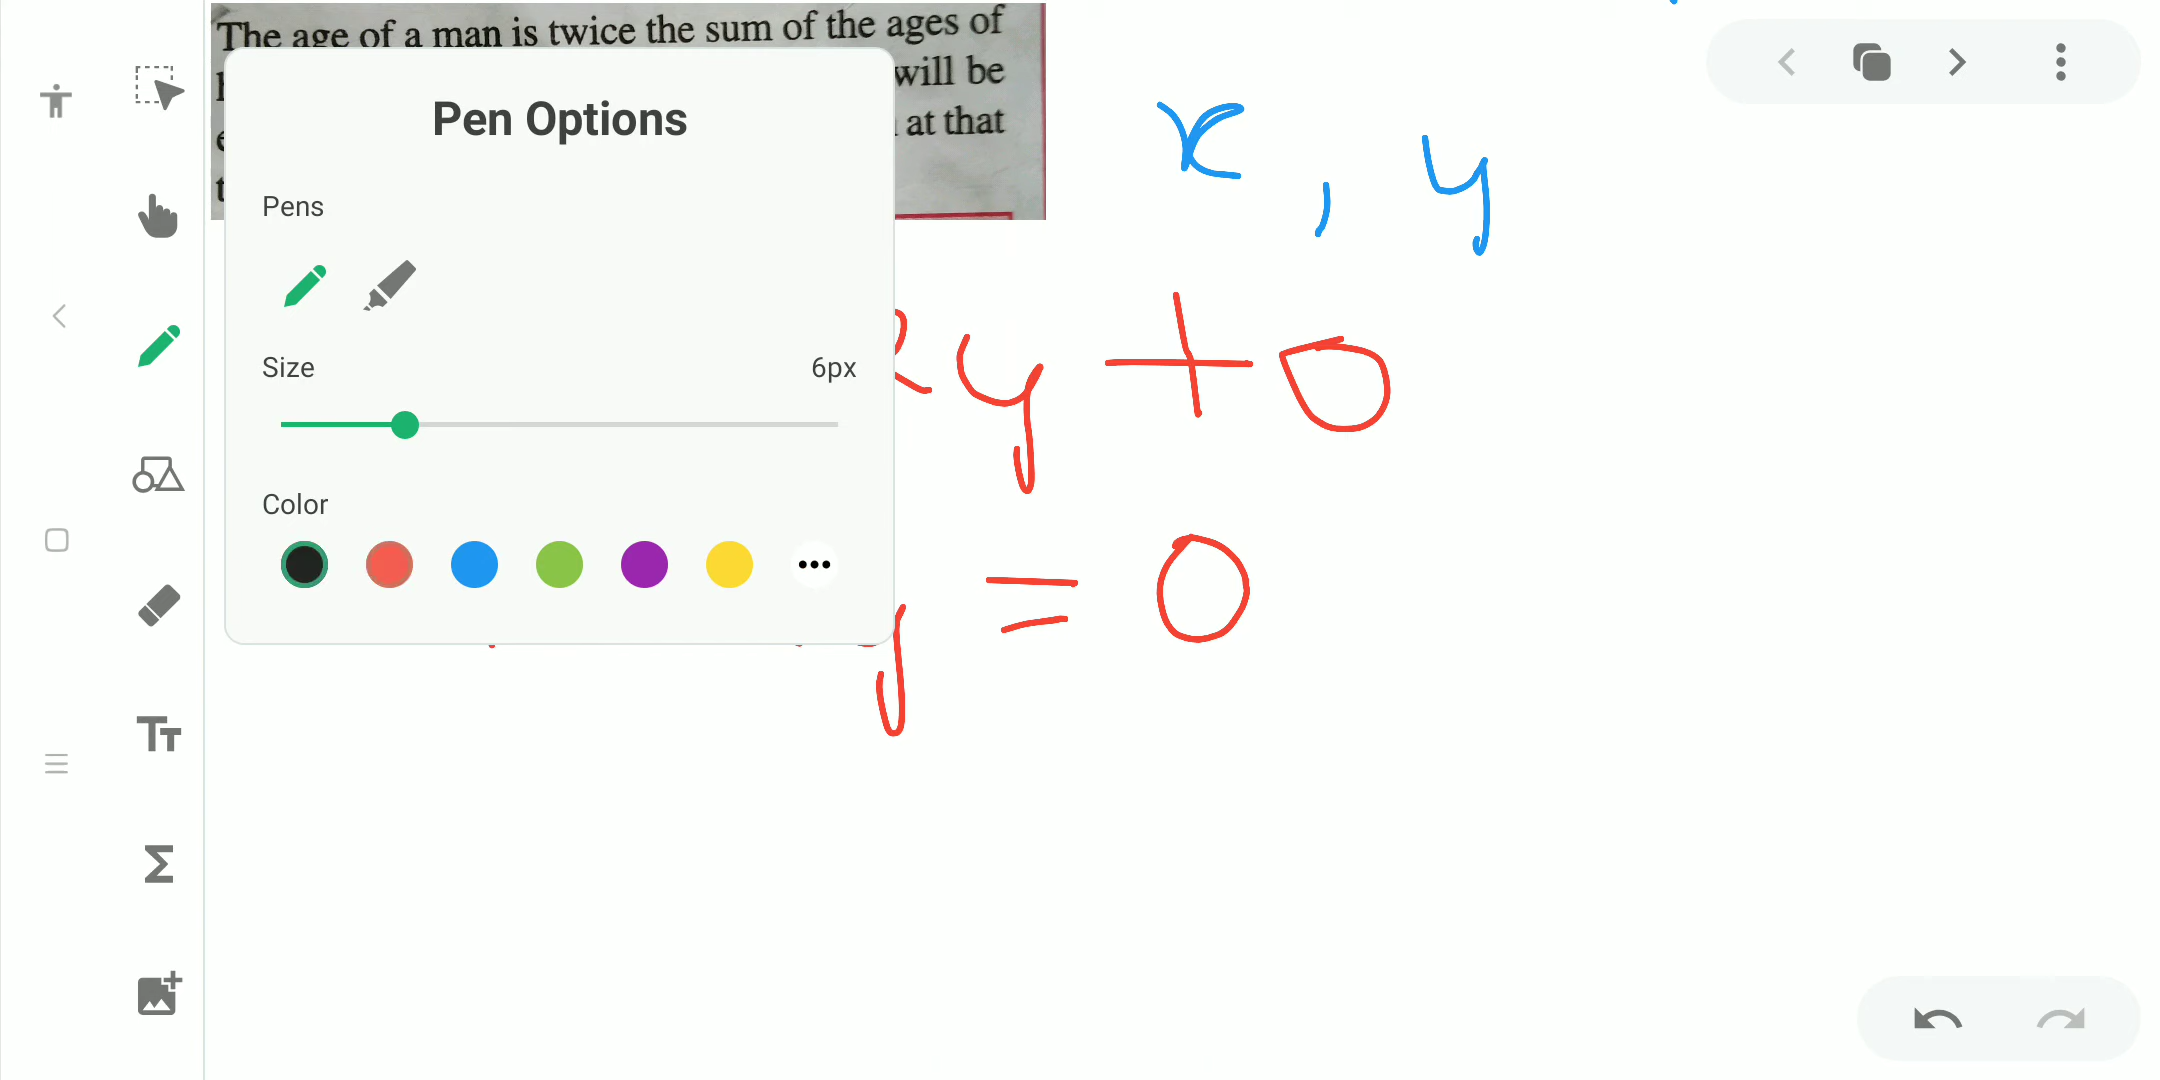 The age of a man is twice the sum of the ages of
will be
at that
Pen Options
Pens
Size 6px
Color
x , y
y + 0
y = 0
Tт
Σ